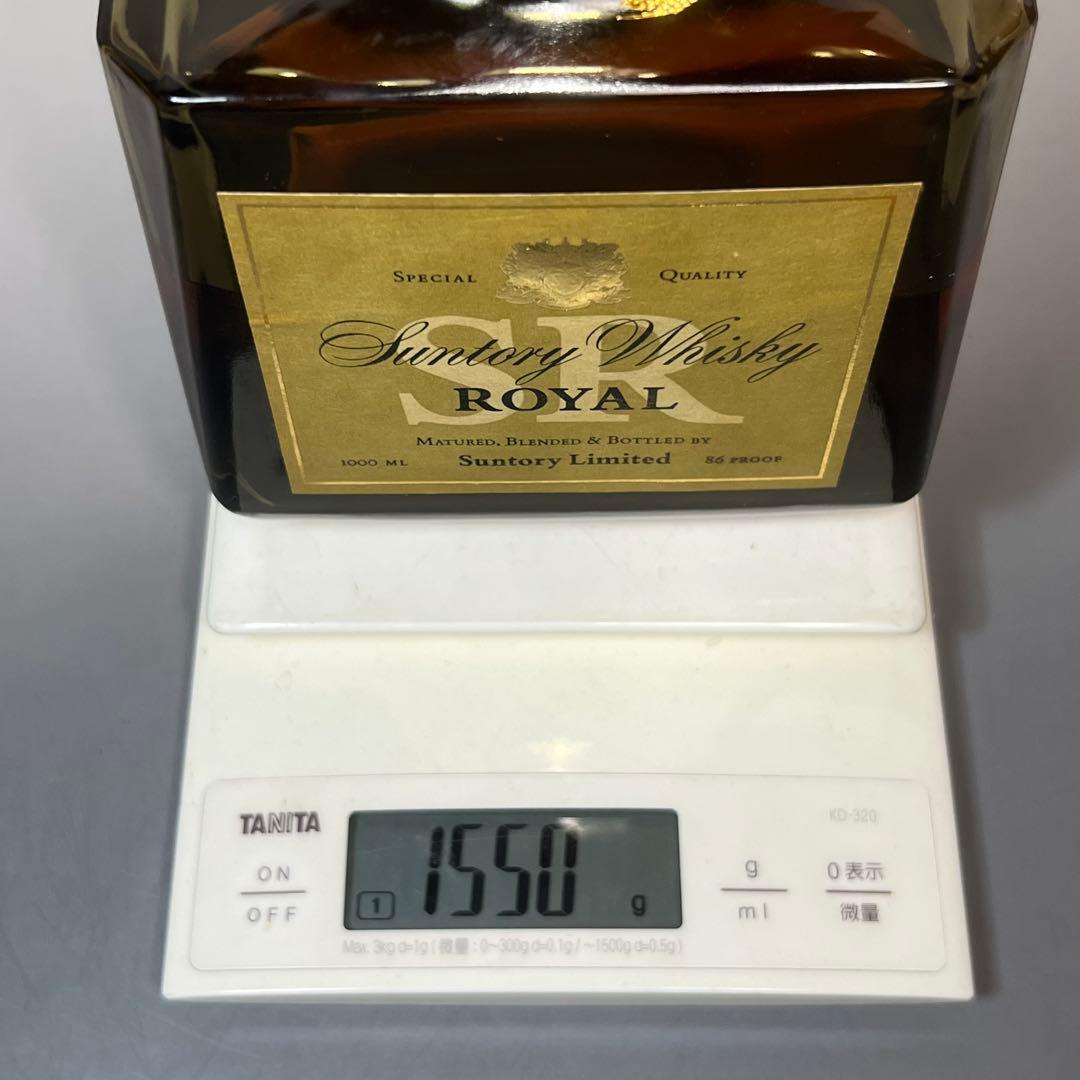 SPECIAL QUALITY
SR
Suntory Whisky
ROYAL
MATURED, BLENDED & BOTTLED BY
1000 ML Suntory Limited 86 PROOF
TANITA
KD-320
ON
OFF
1550 g
1
g
ml
0表示
微量
Max. 3kg d=1g (微量:0~300g d=0.1g / ~1500g d=0.5g)